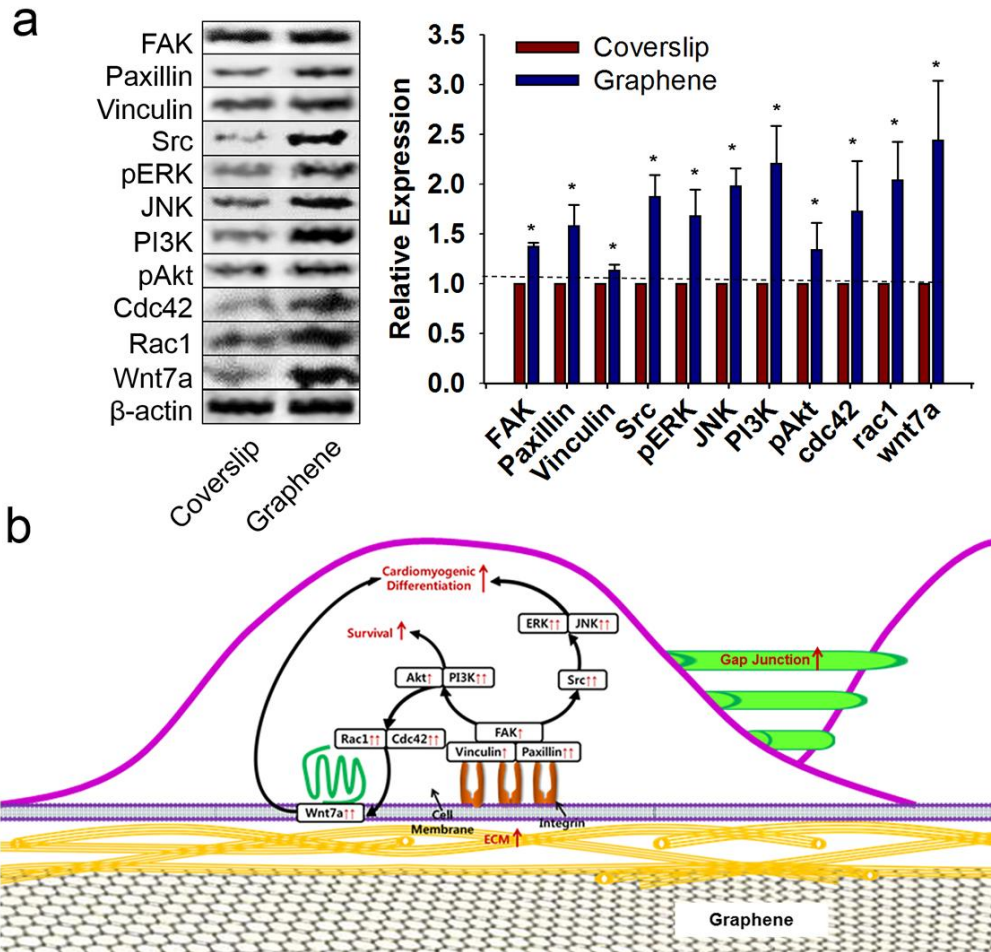 a
FAK
Paxillin
Vinculin
Src
pERK
JNK
PI3K
pAkt
Cdc42
Rac1
Wnt7a
β-actin
Coverslip
Graphene
Relative Expression
3.5
3.0
2.5
2.0
1.5
1.0
0.5
0.0
Coverslip
Graphene
* * * * * * * * * * *
FAK
Paxillin
Vinculin
Src
pERK
JNK
PI3K
pAkt
cdc42
rac1
wnt7a
b
Cardiomyogenic
Differentiation ↑
Survival ↑
ERK↑↑ JNK↑↑
Akt↑ PI3K↑↑
Src↑↑
Gap Junction ↑
Rac1↑↑ Cdc42↑↑
FAK↑
Vinculin↑ Paxillin↑↑
Wnt7a↑↑
Cell
Membrane
Integrin
ECM ↑
Graphene